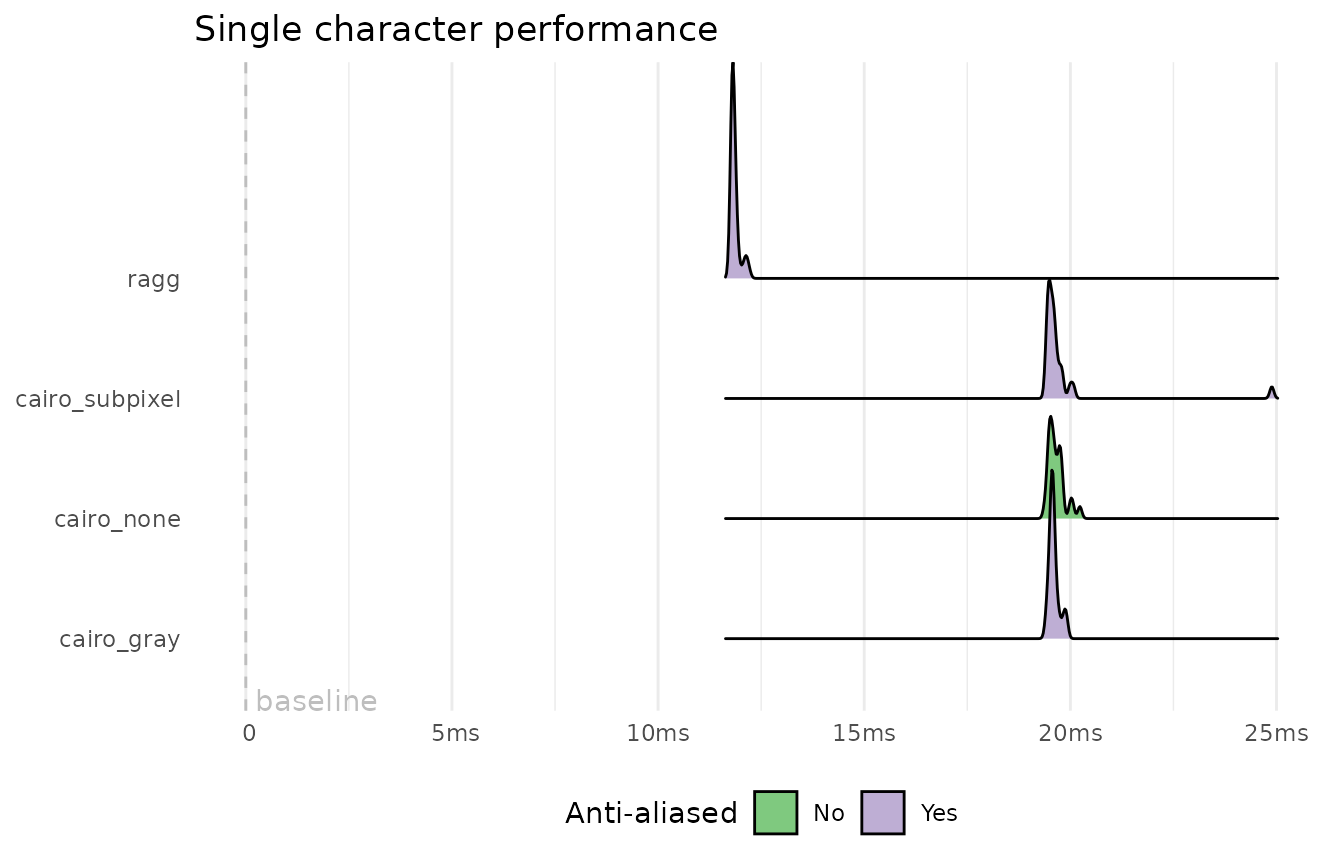 Single character performance
ragg
cairo_subpixel
cairo_none
cairo_gray
baseline
0 5ms 10ms 15ms 20ms 25ms
Anti-aliased No Yes